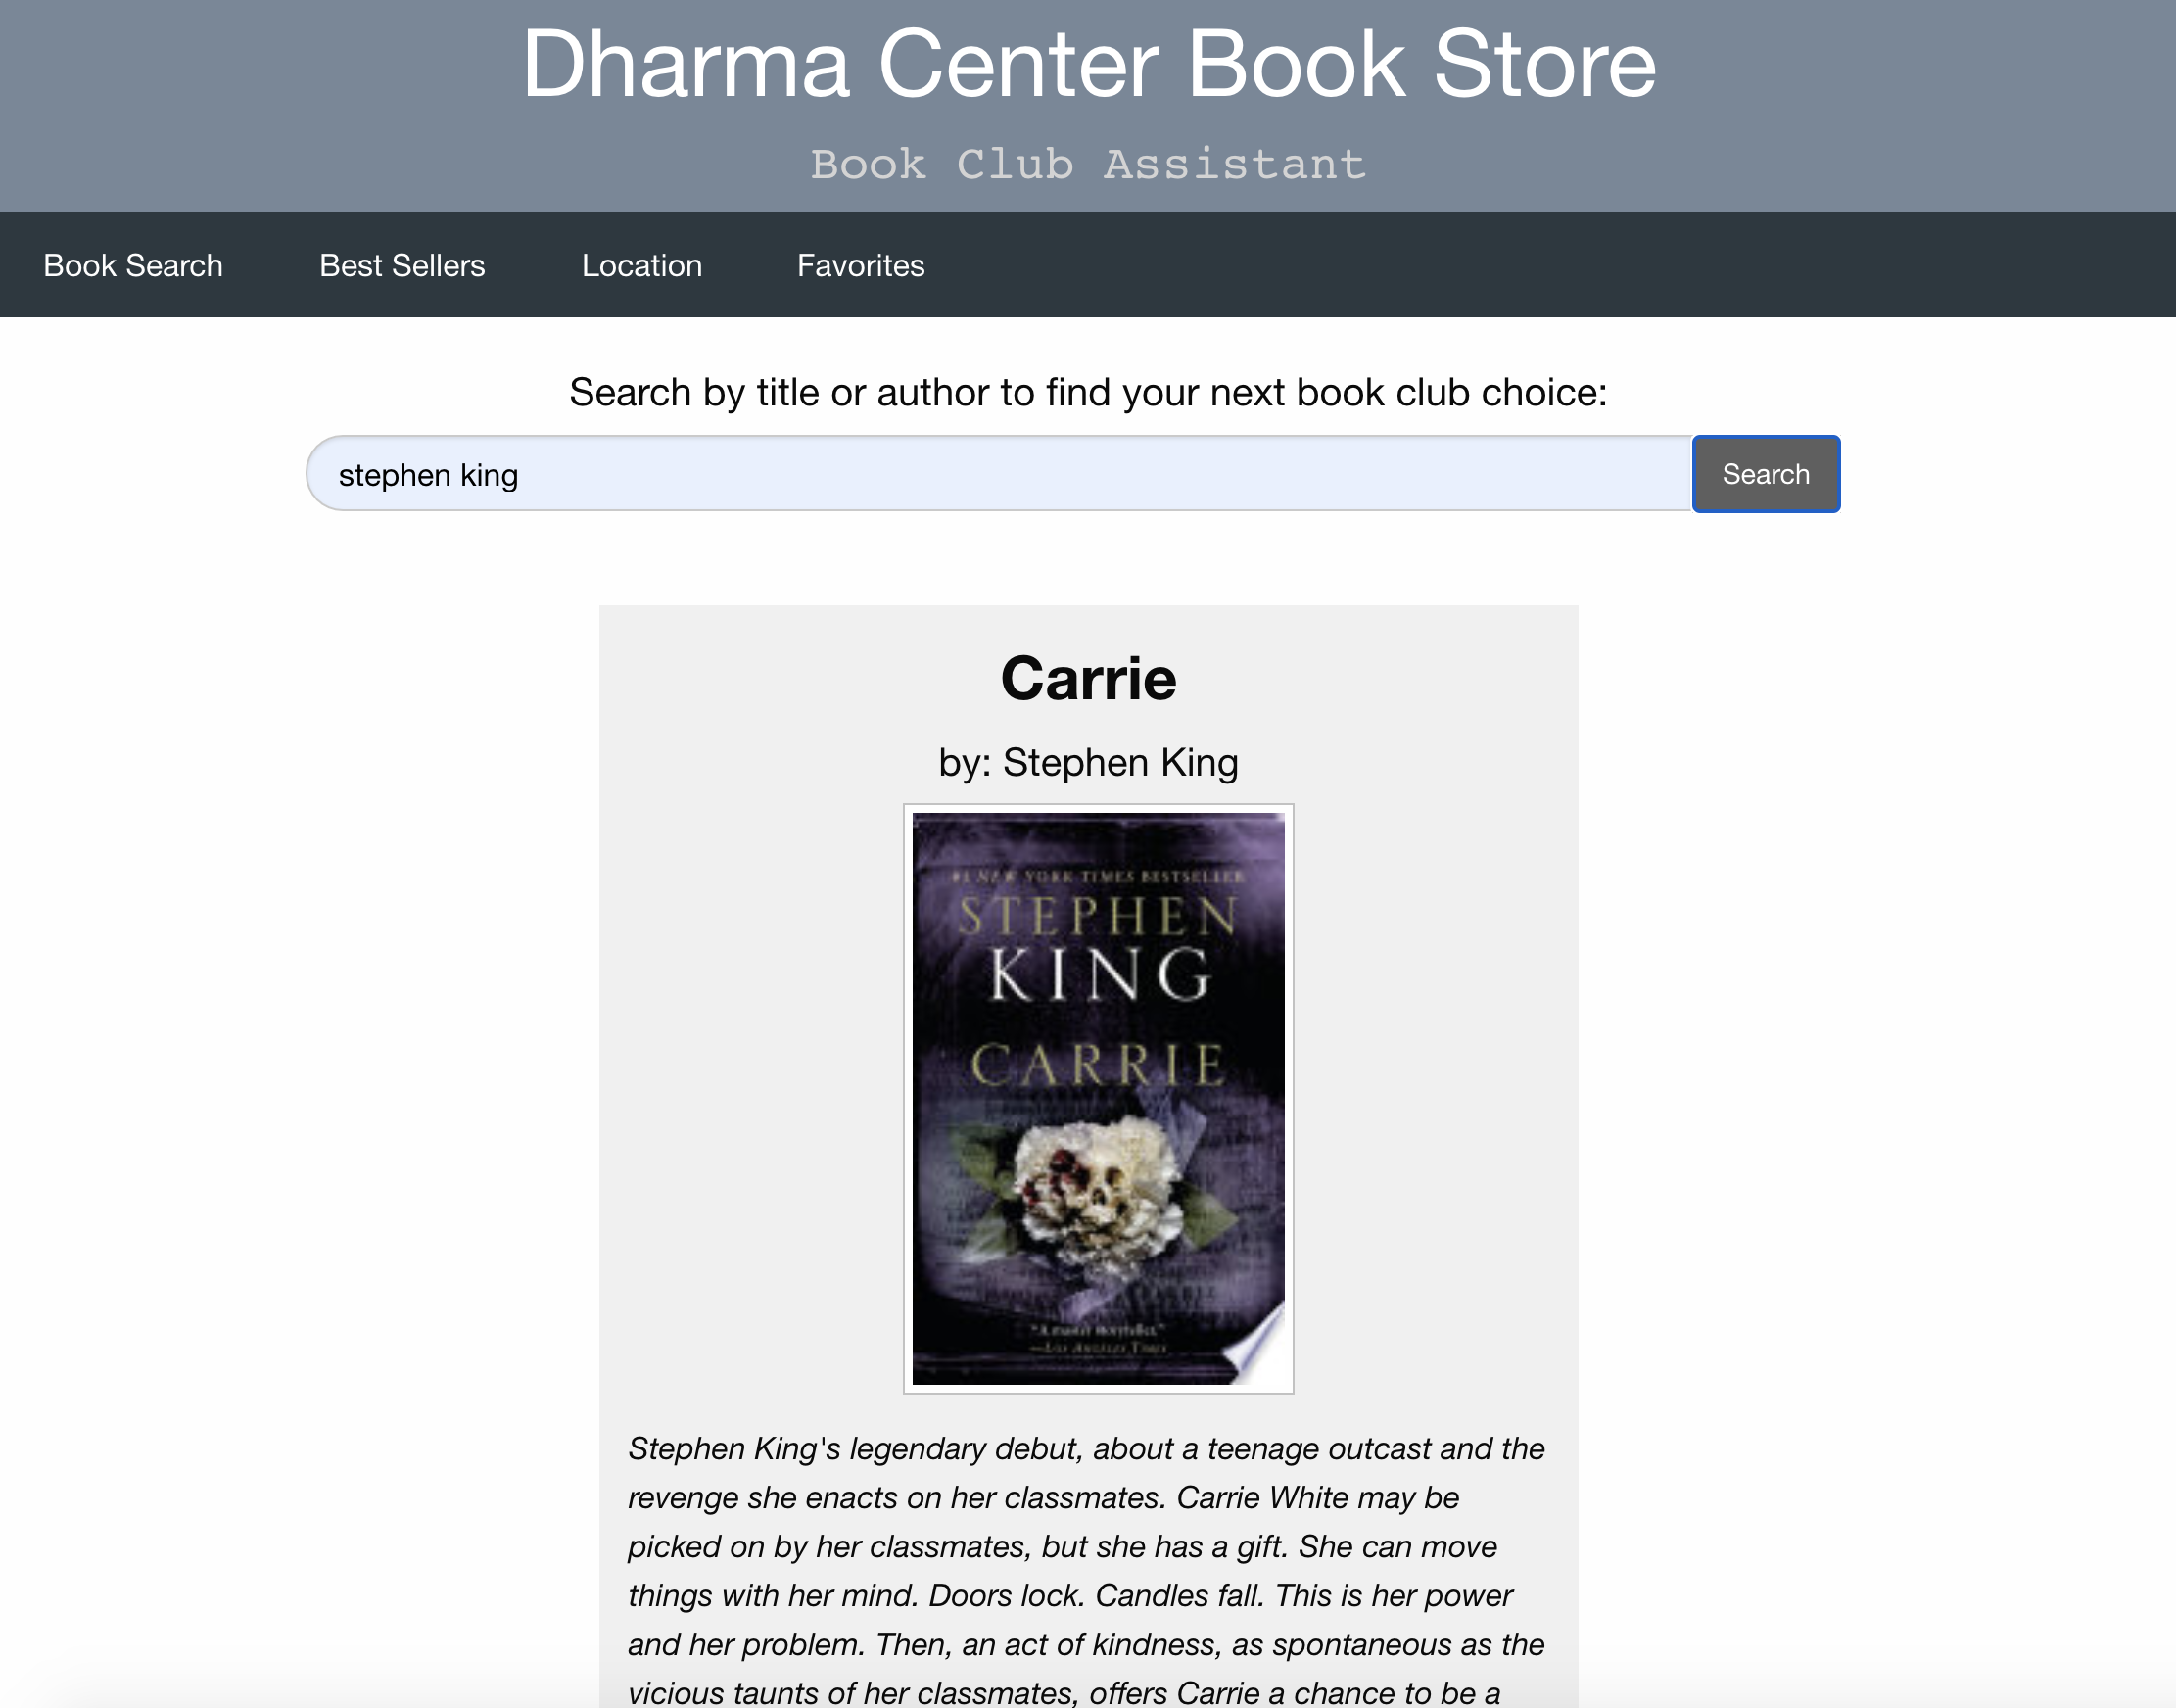 Dharma Center Book Store
Book Club Assistant
Book Search Best Sellers Location Favorites
Search by title or author to find your next book club choice:
stephen king Search
Carrie
by: Stephen King
#1 NEW YORK TIMES BESTSELLER
STEPHEN
KING
CARRIE
"A master storyteller."
—LOS ANGELES TIMES
Stephen King's legendary debut, about a teenage outcast and the
revenge she enacts on her classmates. Carrie White may be
picked on by her classmates, but she has a gift. She can move
things with her mind. Doors lock. Candles fall. This is her power
and her problem. Then, an act of kindness, as spontaneous as the
vicious taunts of her classmates, offers Carrie a chance to be a